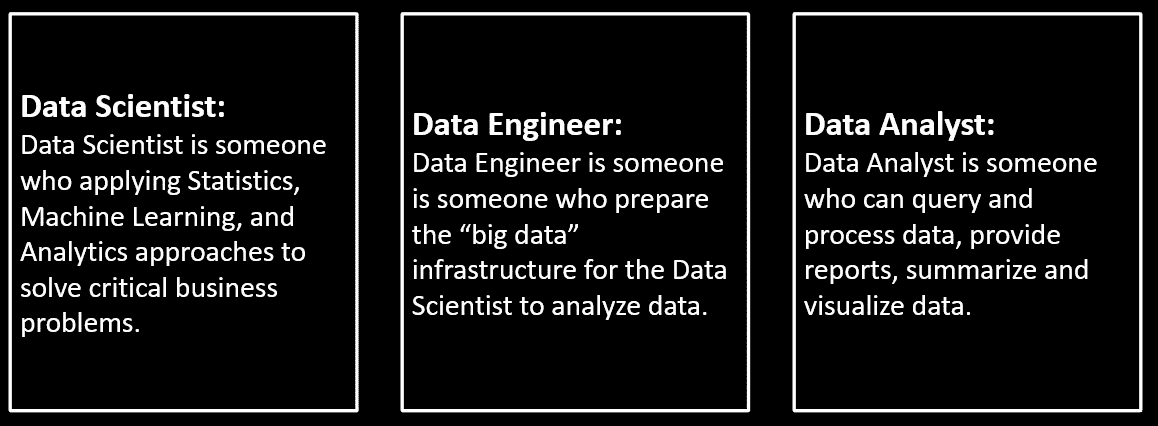 Data Scientist:
Data Scientist is someone
who applying Statistics,
Machine Learning, and
Analytics approaches to
solve critical business
problems.
Data Engineer:
Data Engineer is someone
is someone who prepare
the “big data”
infrastructure for the Data
Scientist to analyze data.
Data Analyst:
Data Analyst is someone
who can query and
process data, provide
reports, summarize and
visualize data.